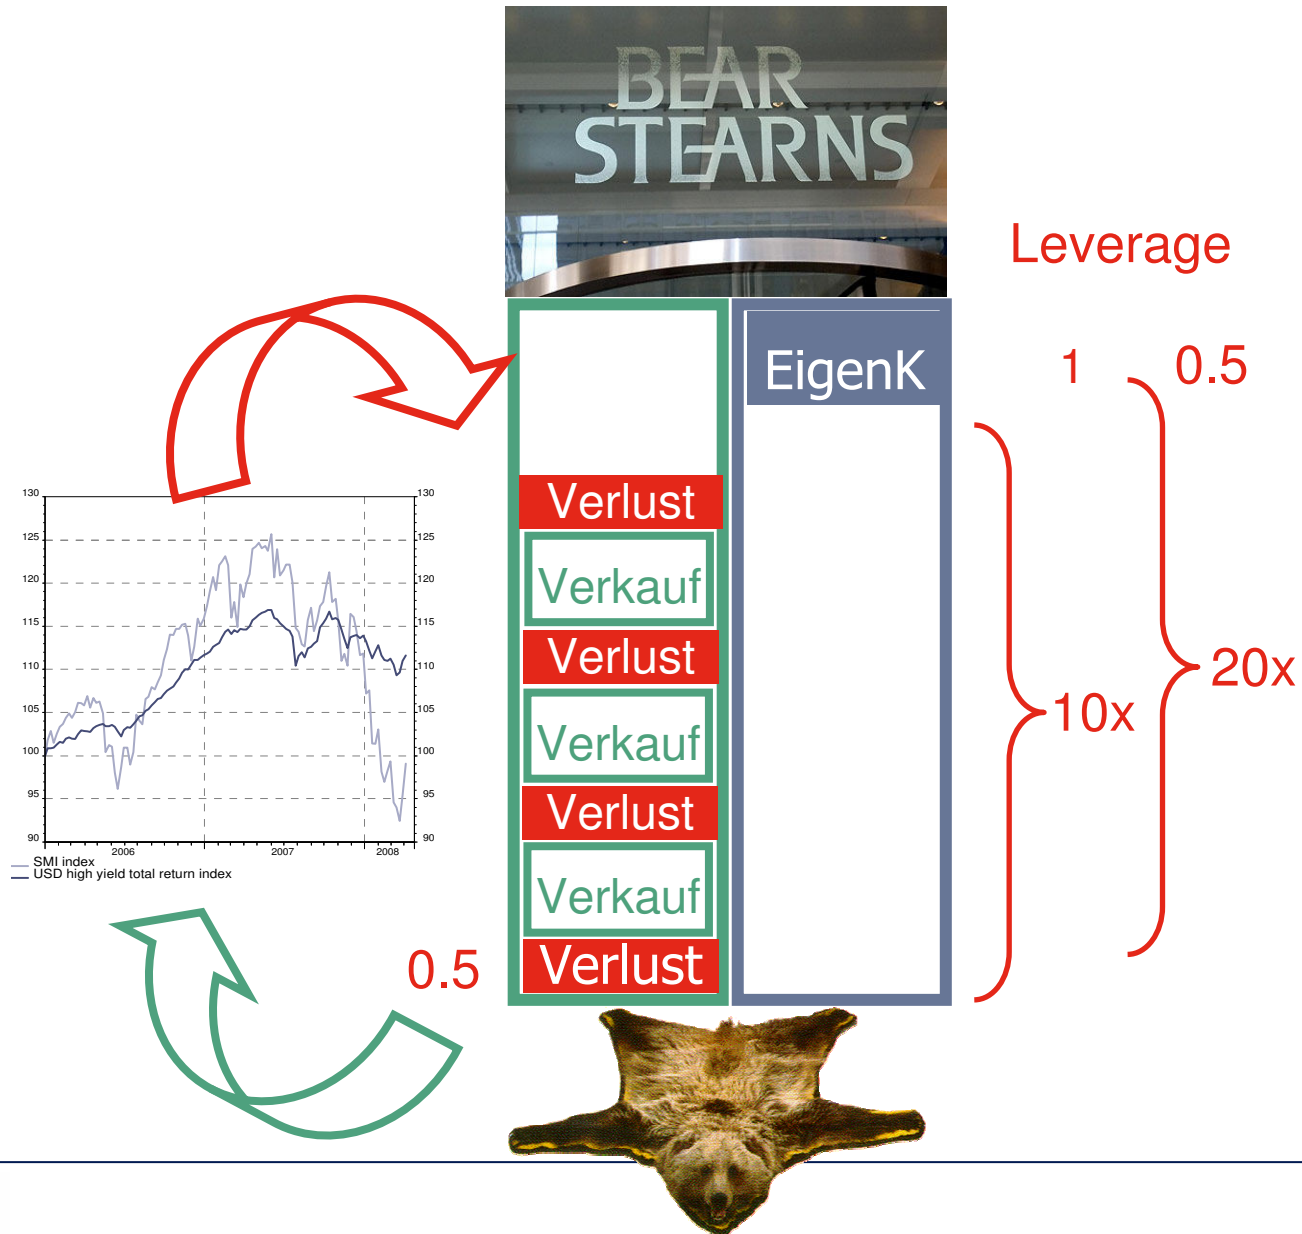 BEAR
STEARNS
Leverage
EigenK
1
0.5
Verlust
Verkauf
Verlust
Verkauf
Verlust
Verkauf
Verlust
0.5
10x
20x
130
125
120
115
110
105
100
95
90
130
125
120
115
110
105
100
95
90
2006
2007
2008
SMI index
USD high yield total return index